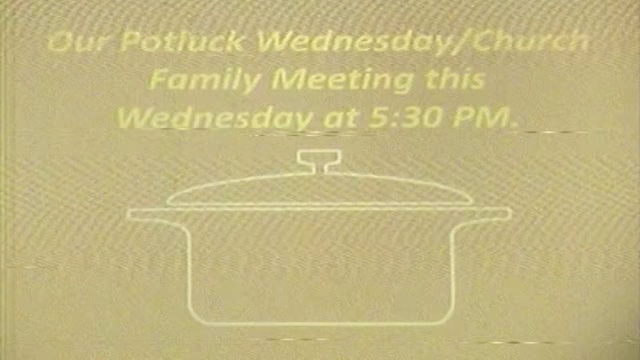 Our Potluck Wednesday/Church
Family Meeting this
Wednesday at 5:30 PM.